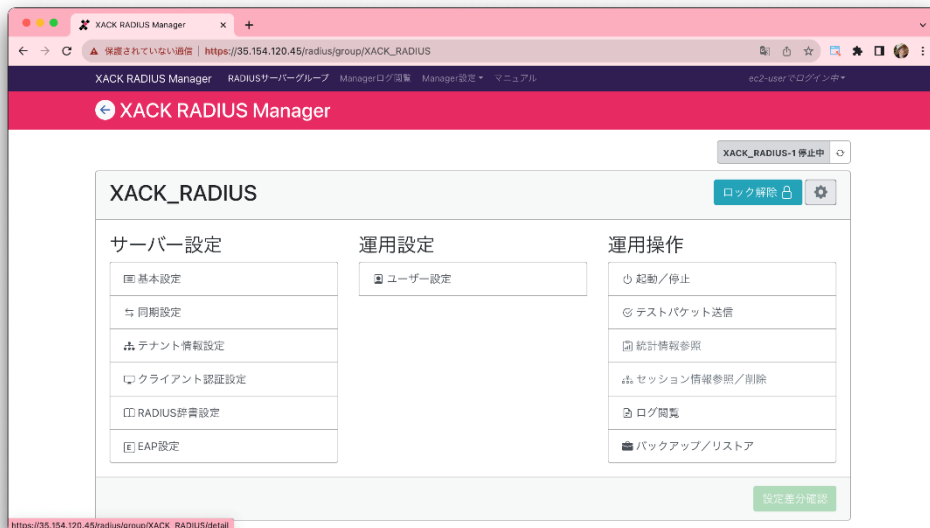 XACK RADIUS Manager
保護されていない通信 | https://35.154.120.45/radius/group/XACK_RADIUS
XACK RADIUS Manager RADIUSサーバーグループ Managerログ閲覧 Manager設定 マニュアル ec2-userでログイン中
XACK RADIUS Manager
XACK_RADIUS-1 停止中
XACK_RADIUS
ロック解除
サーバー設定
基本設定
同期設定
テナント情報設定
クライアント認証設定
RADIUS辞書設定
EAP設定
運用設定
ユーザー設定
運用操作
起動／停止
テストパケット送信
統計情報参照
セッション情報参照／削除
ログ閲覧
バックアップ／リストア
設定差分確認
https://35.154.120.45/radius/group/XACK_RADIUS/detail